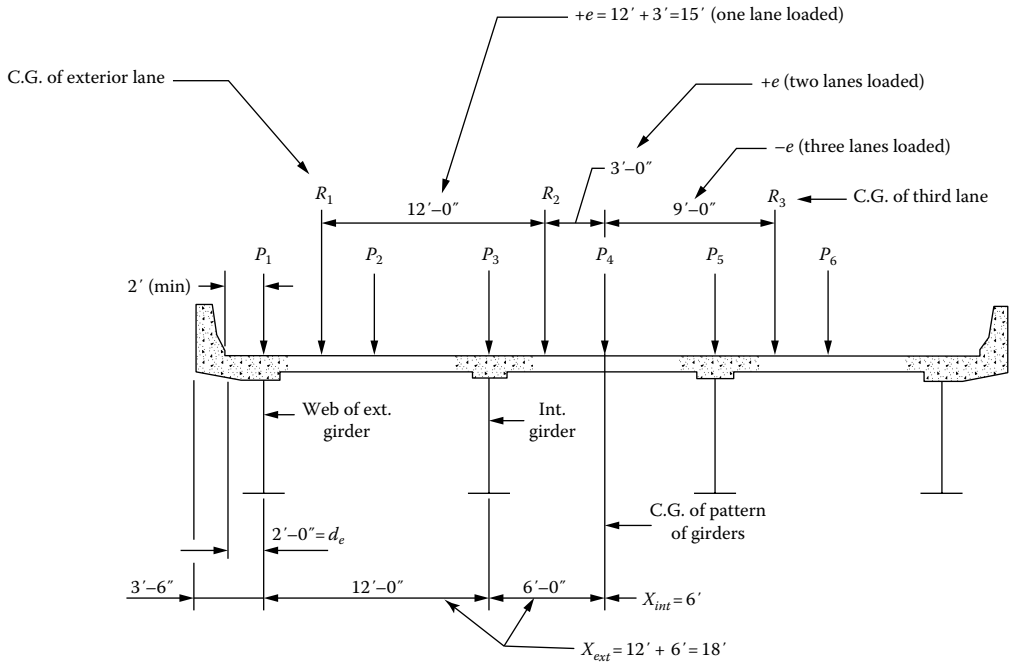 +e = 12′ + 3′=15′ (one lane loaded)
C.G. of exterior lane
+e (two lanes loaded)
−e (three lanes loaded)
3′–0″
R1
R2
R3
C.G. of third lane
12′–0″
9′–0″
P1
P2
P3
P4
P5
P6
2′ (min)
Web of ext.
girder
Int.
girder
C.G. of pattern
of girders
2′–0″= de
3′–6″
12′–0″
6′–0″
Xint = 6′
Xext = 12′ + 6′ = 18′